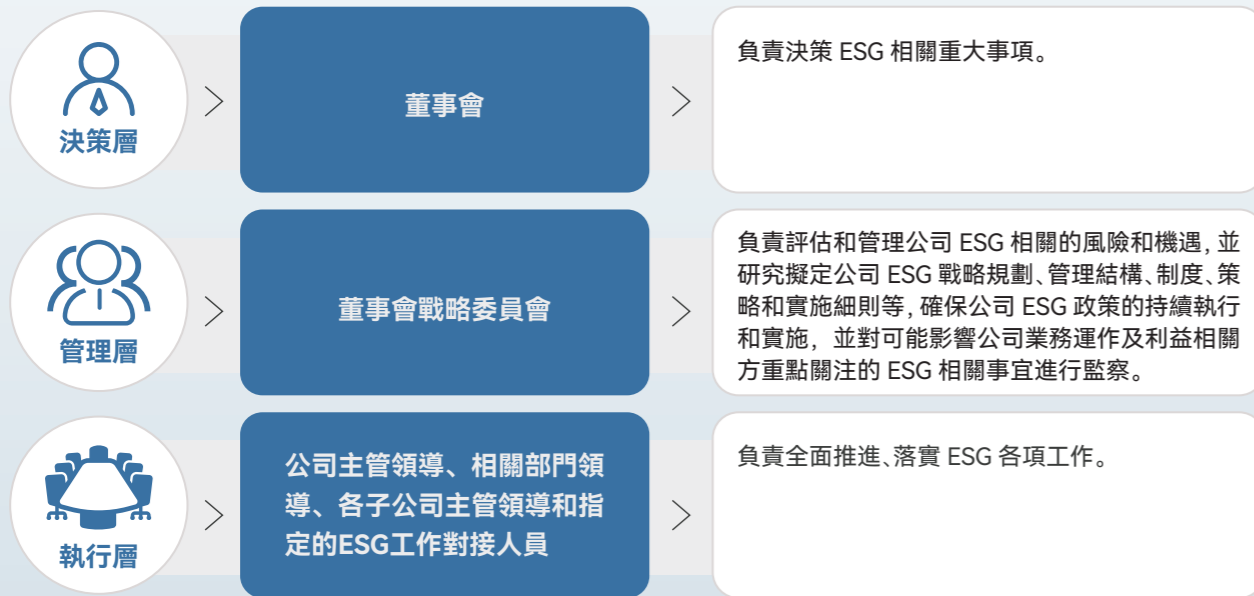 決策層
董事會
負責決策 ESG 相關重大事項。
管理層
董事會戰略委員會
負責評估和管理公司 ESG 相關的風險和機遇,並
研究擬定公司 ESG 戰略規劃、管理結構、制度、策
略和實施細則等,確保公司 ESG 政策的持續執行
和實施，並對可能影響公司業務運作及利益相關
方重點關注的 ESG 相關事宜進行監察。
執行層
公司主管領導、相關部門領
導、各子公司主管領導和指
定的ESG工作對接人員
負責全面推進、落實 ESG 各項工作。